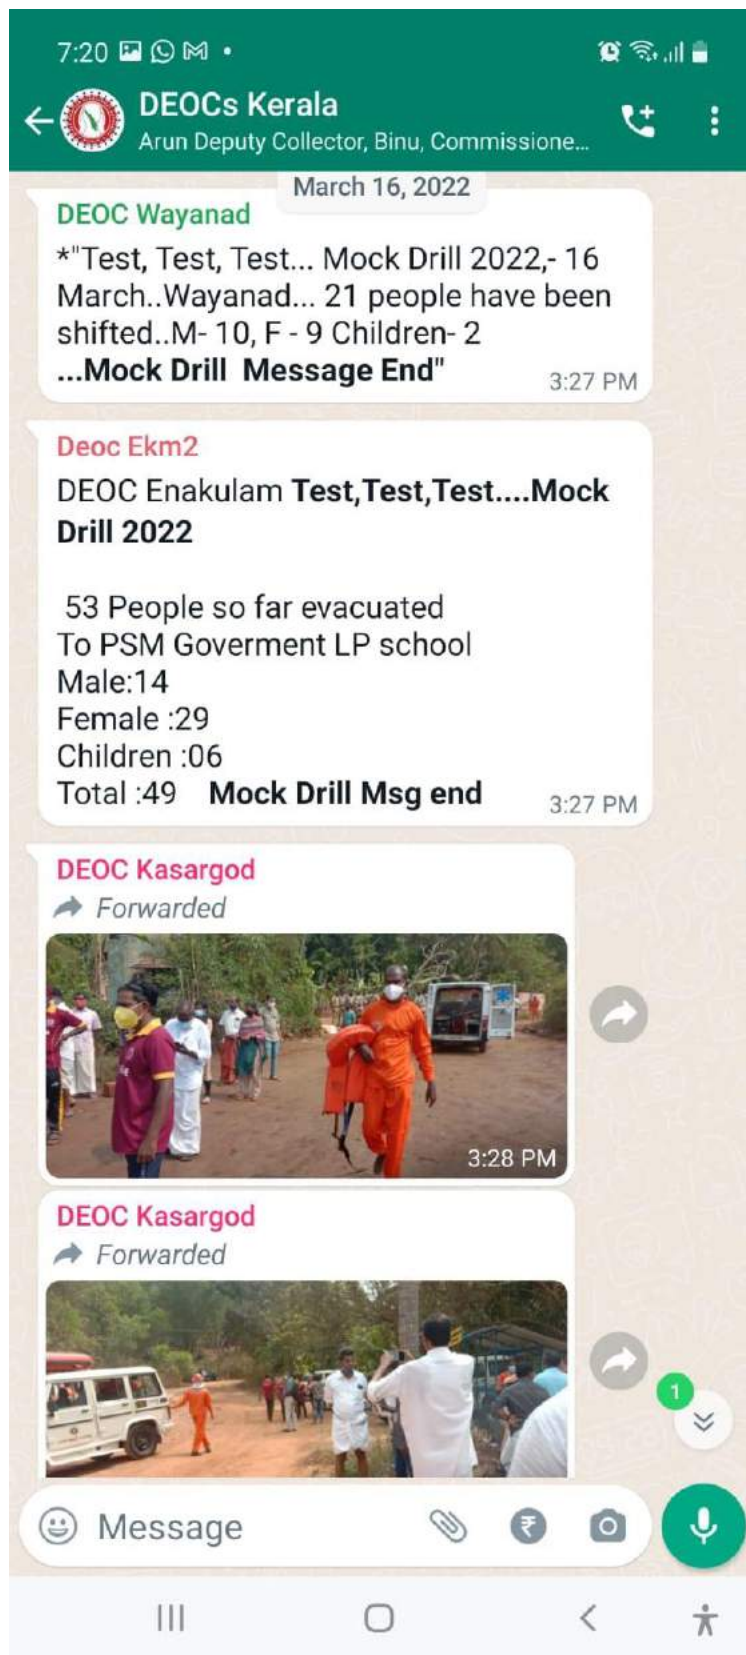 7:20
DEOCs Kerala
Arun Deputy Collector, Binu, Commissione...
March 16, 2022
DEOC Wayanad
*"Test, Test, Test... Mock Drill 2022,- 16
March..Wayanad... 21 people have been
shifted..M- 10, F - 9 Children- 2
...Mock Drill Message End"
3:27 PM
Deoc Ekm2
DEOC Enakulam Test,Test,Test....Mock
Drill 2022
53 People so far evacuated
To PSM Goverment LP school
Male:14
Female :29
Children :06
Total :49 Mock Drill Msg end
3:27 PM
DEOC Kasargod
Forwarded
3:28 PM
DEOC Kasargod
Forwarded
1
Message